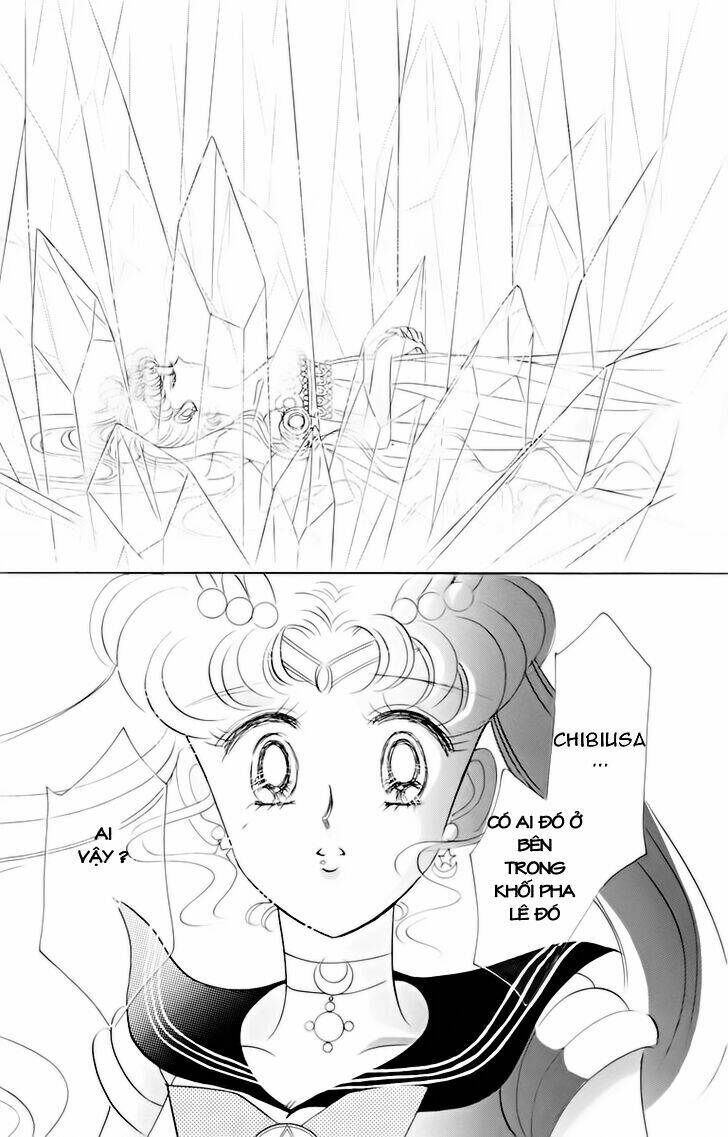 CHIBIUSA
...
CÓ AI ĐÓ Ở
BÊN
TRONG
KHỐI PHA
LÊ ĐÓ
AI
VẬY ?